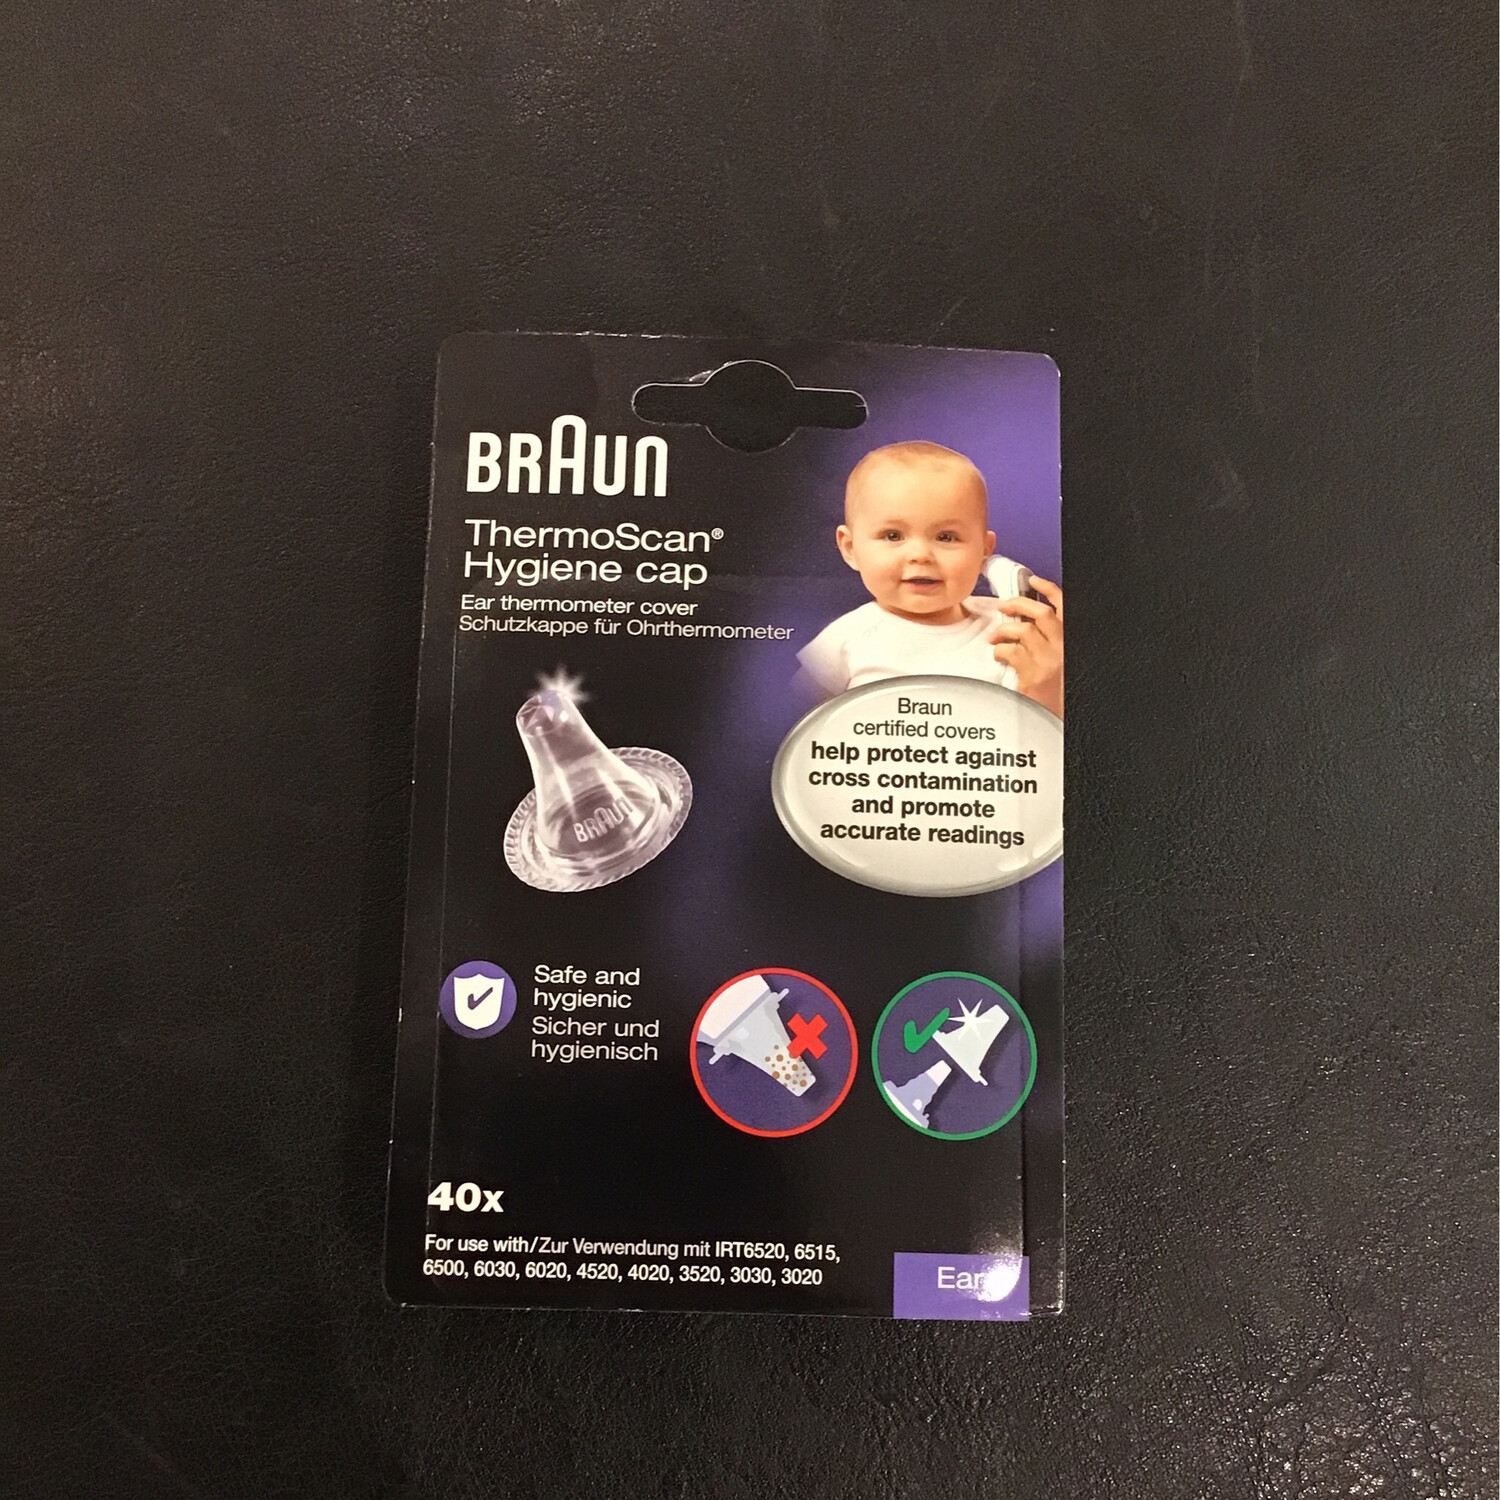 BRAUN
ThermoScan®
Hygiene cap
Ear thermometer cover
Schutzkappe für Ohrthermometer
BRAUN
Braun
certified covers
help protect against
cross contamination
and promote
accurate readings
Safe and
hygienic
Sicher und
hygienisch
40x
For use with/Zur Verwendung mit IRT6520, 6515,
6500, 6030, 6020, 4520, 4020, 3520, 3030, 3020
Ear